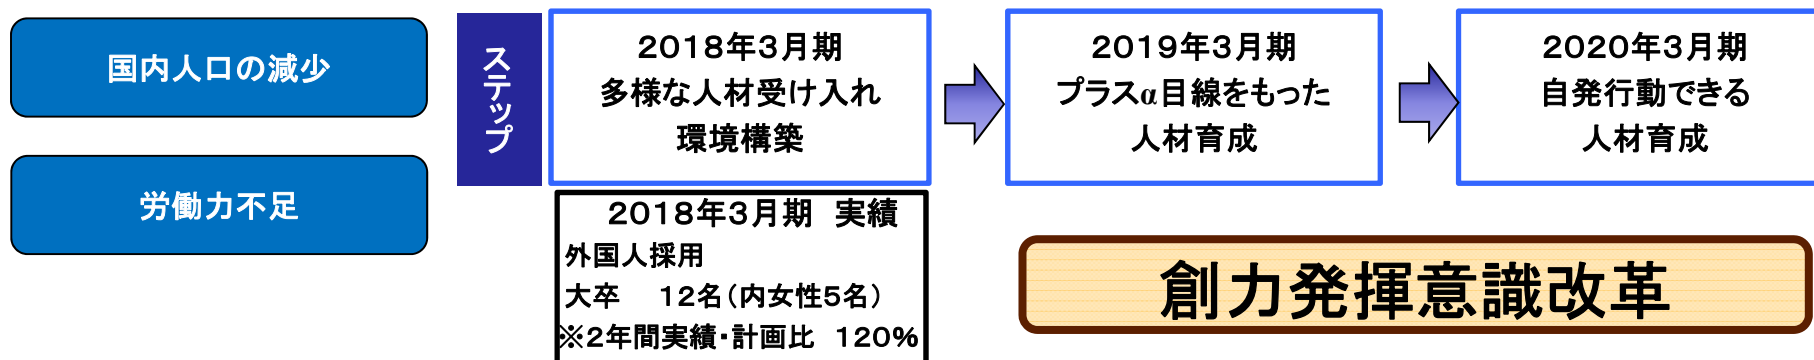 国内人口の減少
労働力不足
ステップ
2018年3月期
多様な人材受け入れ
環境構築
2019年3月期
プラスα目線をもった
人材育成
2020年3月期
自発行動できる
人材育成
2018年3月期　実績
外国人採用
大卒　12名（内女性5名）
※2年間実績・計画比　120%
創力発揮意識改革